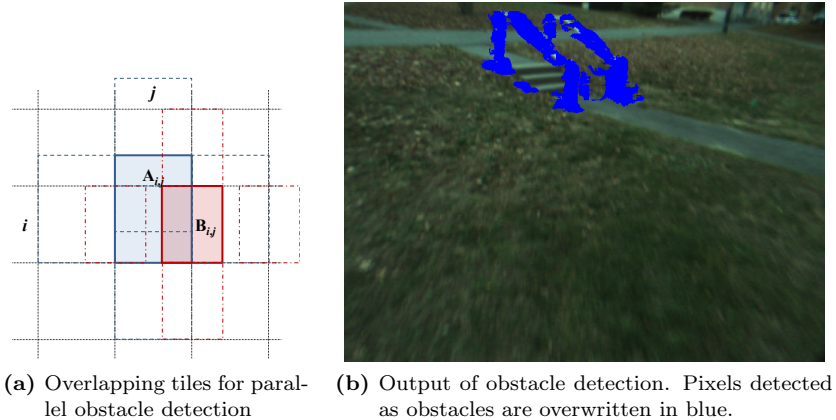 j
A_{i,j}
i
B_{i,j}
(a) Overlapping tiles for paral-
lel obstacle detection
(b) Output of obstacle detection. Pixels detected
as obstacles are overwritten in blue.